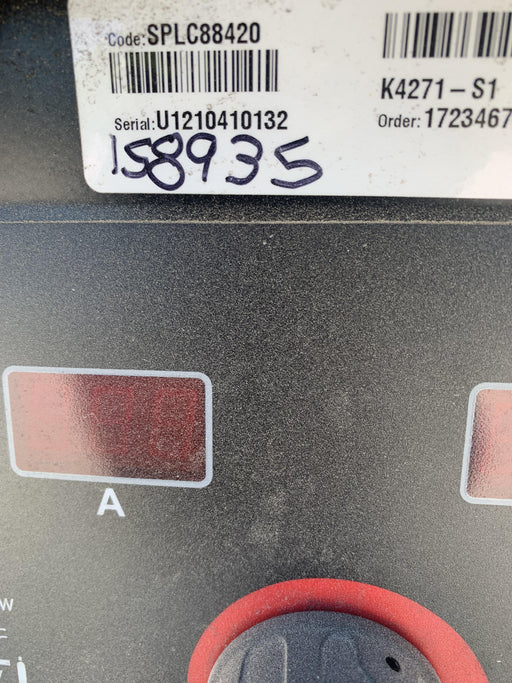 Code: SPLC88420
K4271-S1
Serial: U1210410132
Order: 1723467
158935
A
W
C